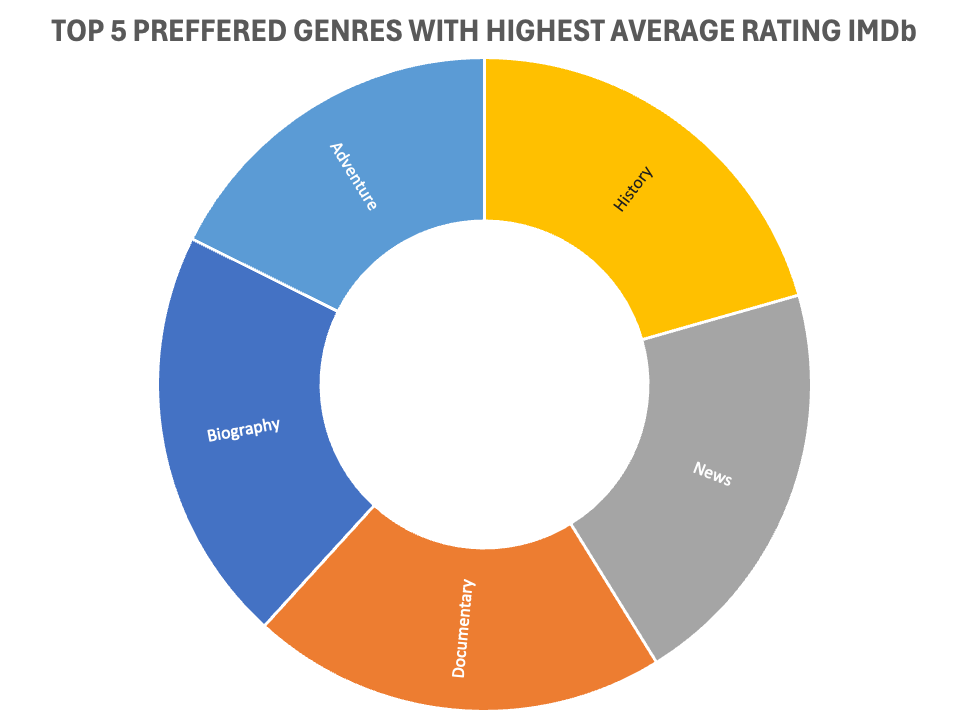 TOP 5 PREFFERED GENRES WITH HIGHEST AVERAGE RATING IMDb
Adventure
History
Biography
News
Documentary